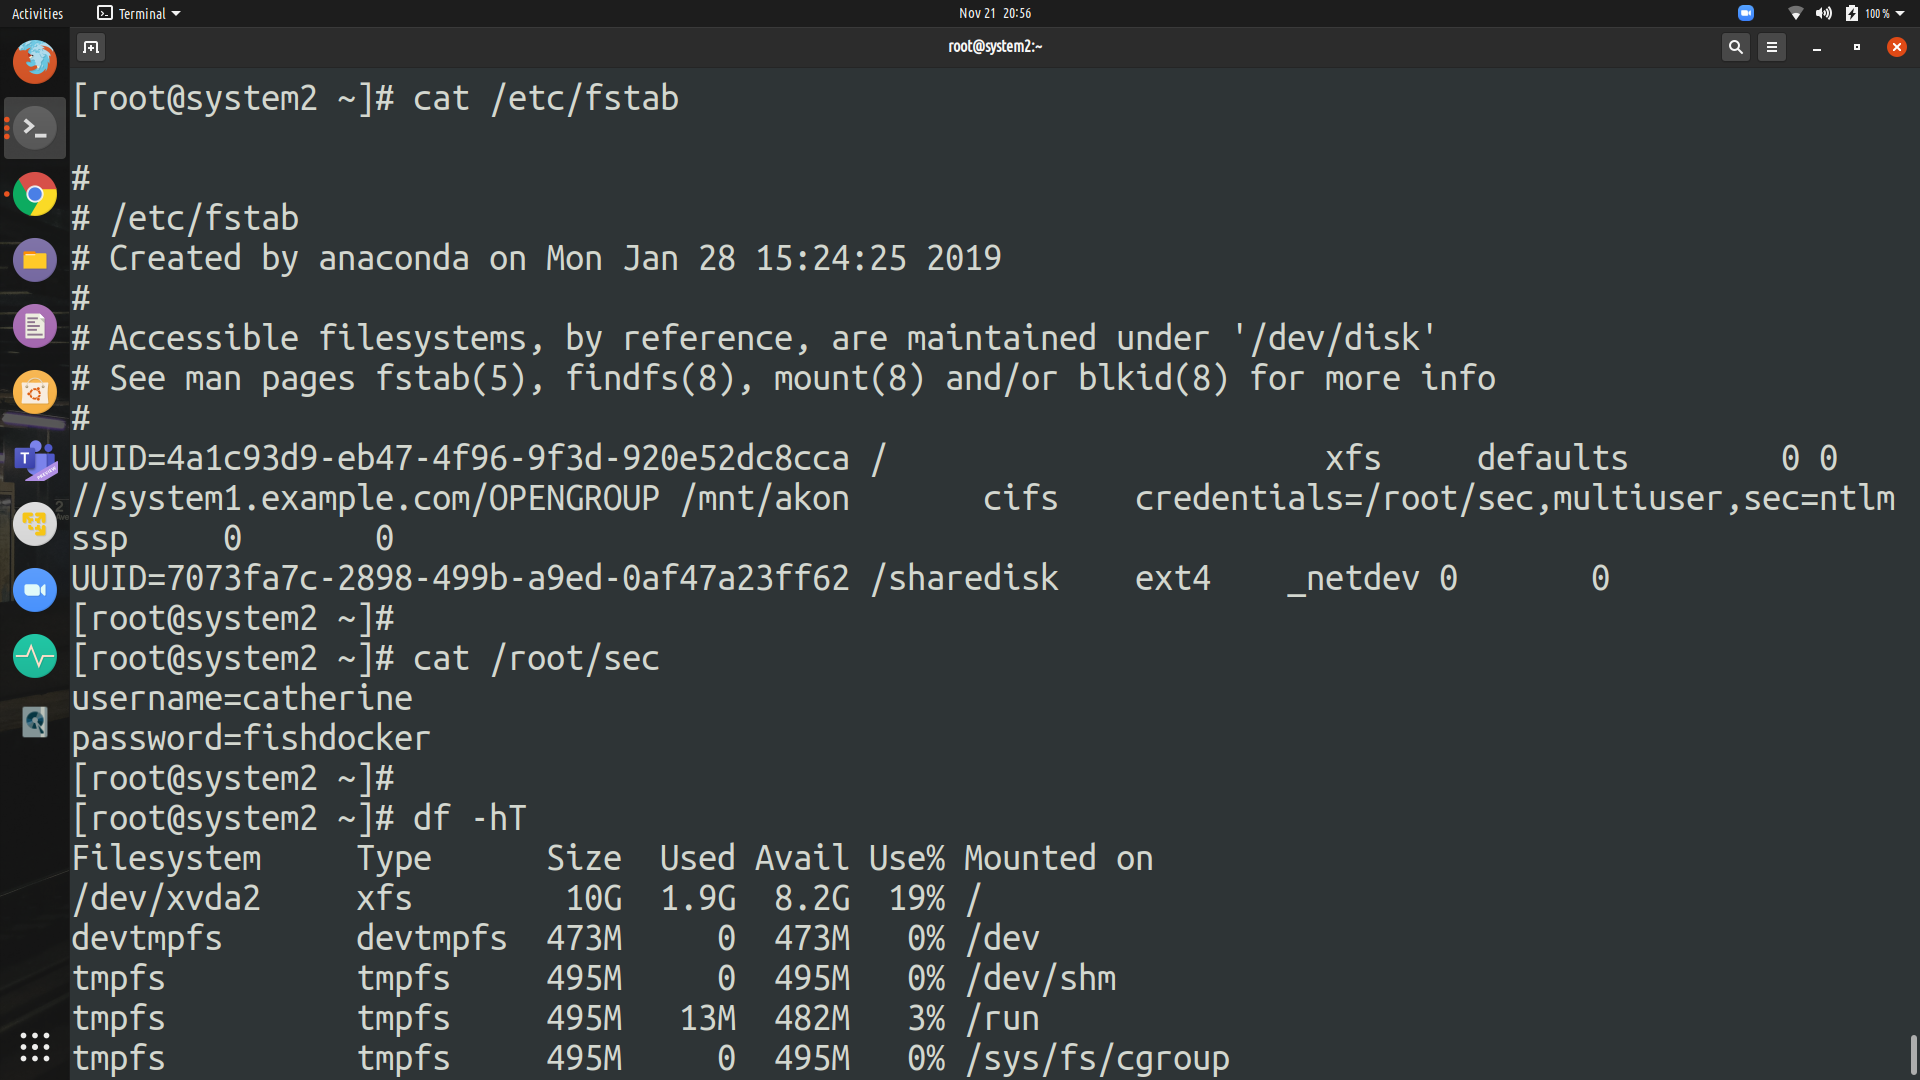 Activities Terminal Nov 21 20:56 100 %
root@system2:~
[root@system2 ~]# cat /etc/fstab
#
# /etc/fstab
# Created by anaconda on Mon Jan 28 15:24:25 2019
#
# Accessible filesystems, by reference, are maintained under '/dev/disk'
# See man pages fstab(5), findfs(8), mount(8) and/or blkid(8) for more info
#
UUID=4a1c93d9-eb47-4f96-9f3d-920e52dc8cca / xfs defaults 0 0
//system1.example.com/OPENGROUP /mnt/akon cifs credentials=/root/sec,multiuser,sec=ntlm
ssp 0 0
UUID=7073fa7c-2898-499b-a9ed-0af47a23ff62 /sharedisk ext4 _netdev 0 0
[root@system2 ~]#
[root@system2 ~]# cat /root/sec
username=catherine
password=fishdocker
[root@system2 ~]#
[root@system2 ~]# df -hT
Filesystem Type Size Used Avail Use% Mounted on
/dev/xvda2 xfs 10G 1.9G 8.2G 19% /
devtmpfs devtmpfs 473M 0 473M 0% /dev
tmpfs tmpfs 495M 0 495M 0% /dev/shm
tmpfs tmpfs 495M 13M 482M 3% /run
tmpfs tmpfs 495M 0 495M 0% /sys/fs/cgroup